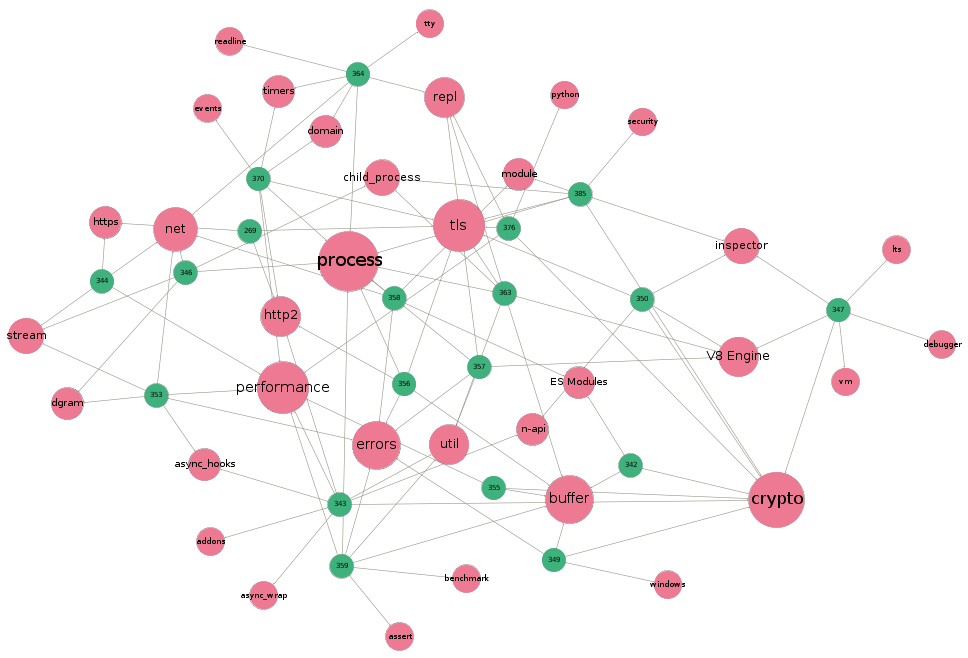 tty
readline
364
timers
repl
python
events
security
domain
child_process
module
370
385
https
net
269
tls
376
process
inspector
lts
346
344
358
363
350
347
http2
stream
debugger
V8 Engine
357
performance
356
ES Modules
vm
353
dgram
n-api
errors
util
async_hooks
342
355
buffer
crypto
343
addons
349
359
benchmark
windows
async_wrap
assert